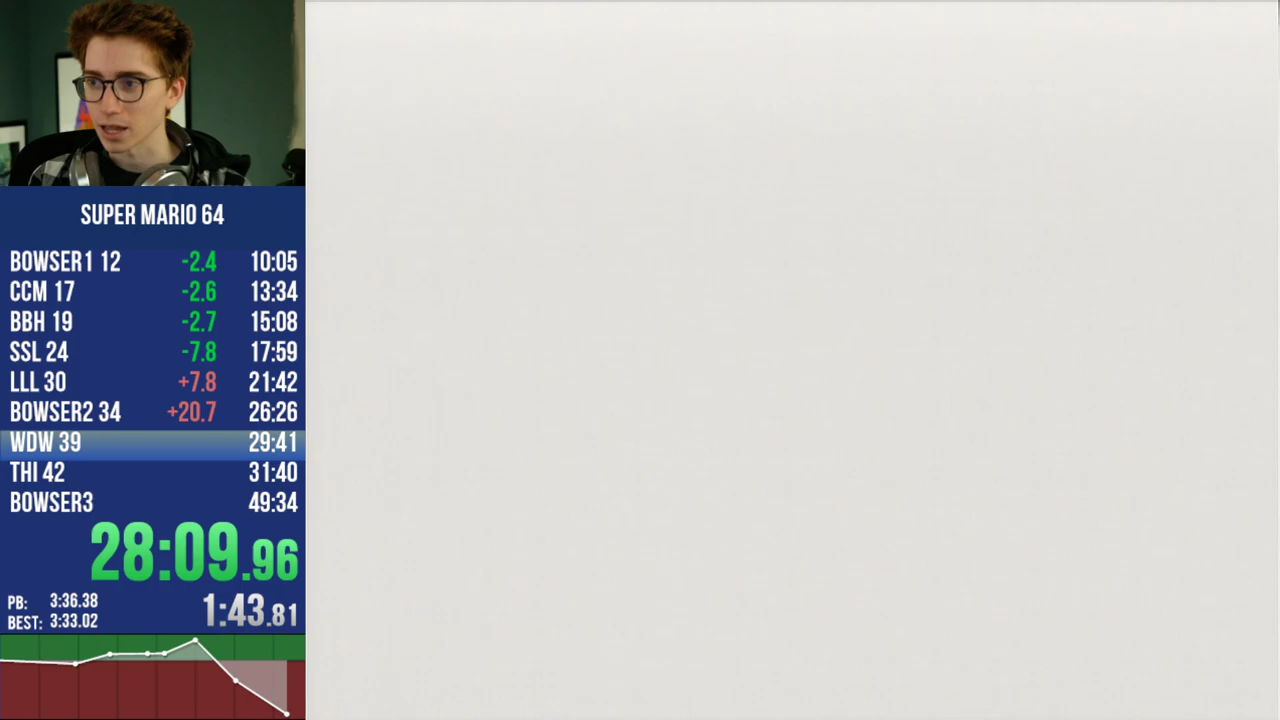 SUPER MARIO 64
BOWSER1 12 -2.4 10:05
CCM 17 -2.6 13:34
BBH 19 -2.7 15:08
SSL 24 -7.8 17:59
LLL 30 +7.8 21:42
BOWSER2 34 +20.7 26:26
WDW 39 29:41
THI 42 31:40
BOWSER3 49:34
28:09.96
PB: 3:36.38 1:43.81
BEST: 3:33.02